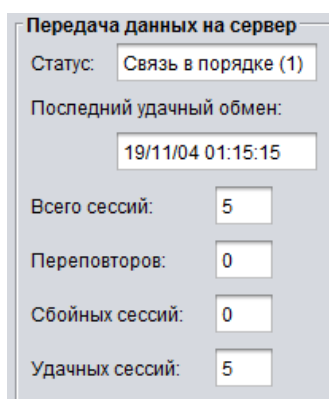 Передача данных на сервер
Статус: Связь в порядке (1)
Последний удачный обмен:
19/11/04 01:15:15
Всего сессий: 5
Переповторов: 0
Сбойных сессий: 0
Удачных сессий: 5